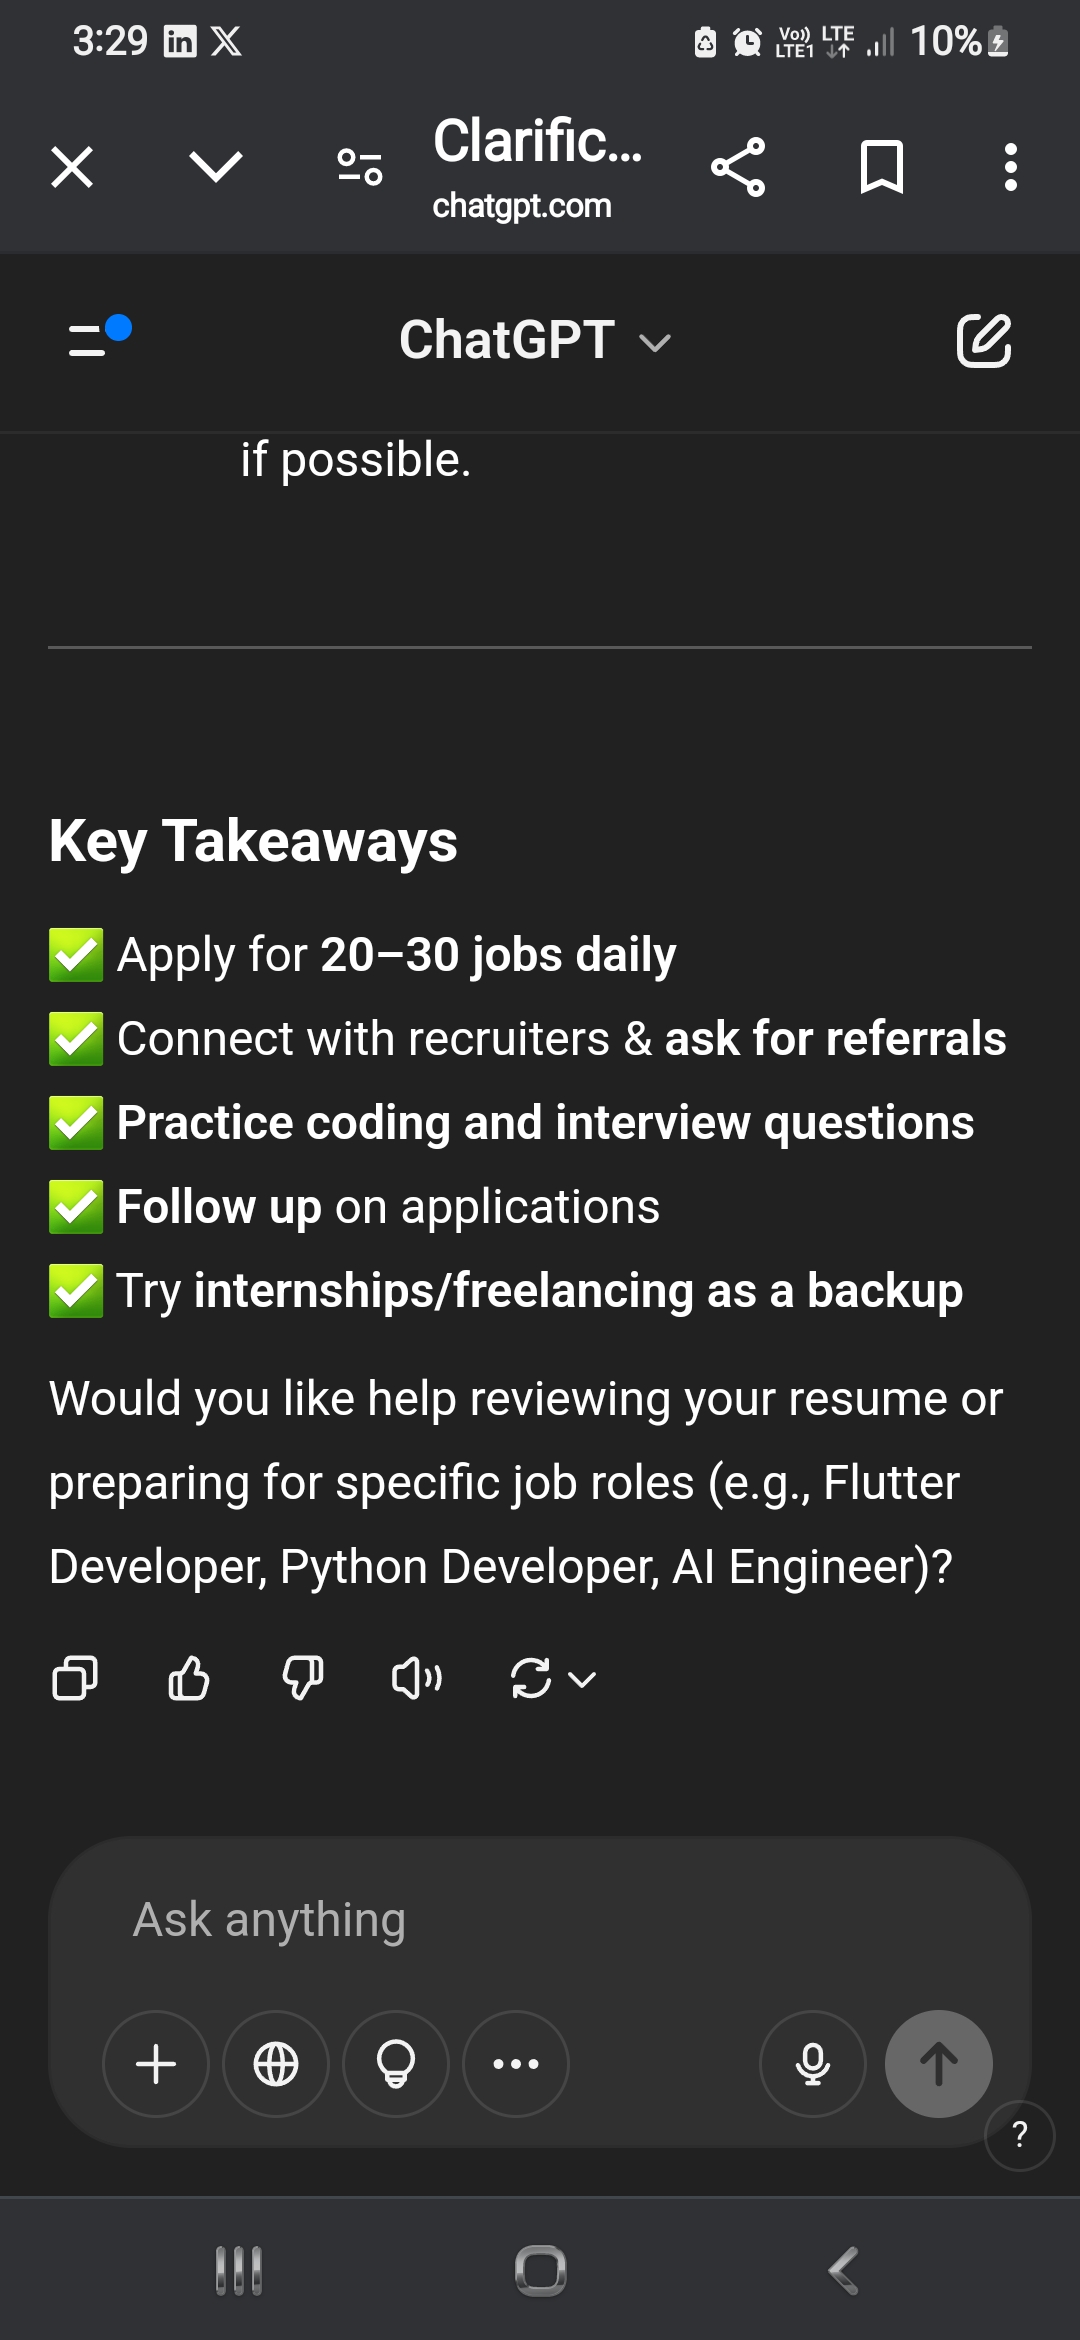 3:29 in X Vo)) LTE1 LTE 10%
Clarific...
chatgpt.com
ChatGPT
if possible.
Key Takeaways
✅ Apply for 20–30 jobs daily
✅ Connect with recruiters & ask for referrals
✅ Practice coding and interview questions
✅ Follow up on applications
✅ Try internships/freelancing as a backup
Would you like help reviewing your resume or
preparing for specific job roles (e.g., Flutter
Developer, Python Developer, AI Engineer)?
Ask anything
?